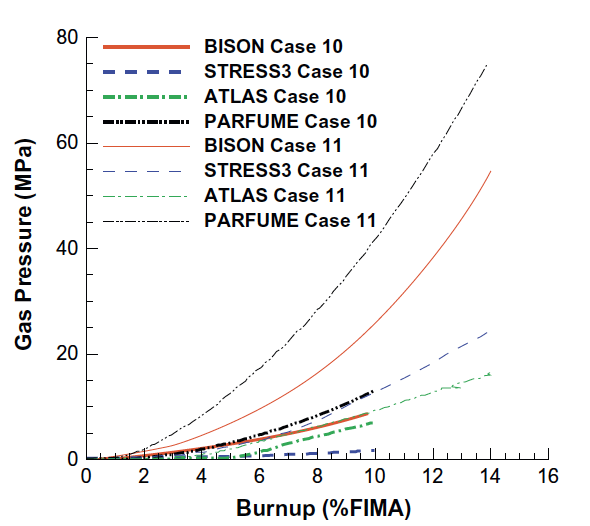 80
BISON Case 10
STRESS3 Case 10
ATLAS Case 10
PARFUME Case 10
BISON Case 11
STRESS3 Case 11
ATLAS Case 11
PARFUME Case 11
60
40
20
0
Gas Pressure (MPa)
0 2 4 6 8 10 12 14 16
Burnup (%FIMA)